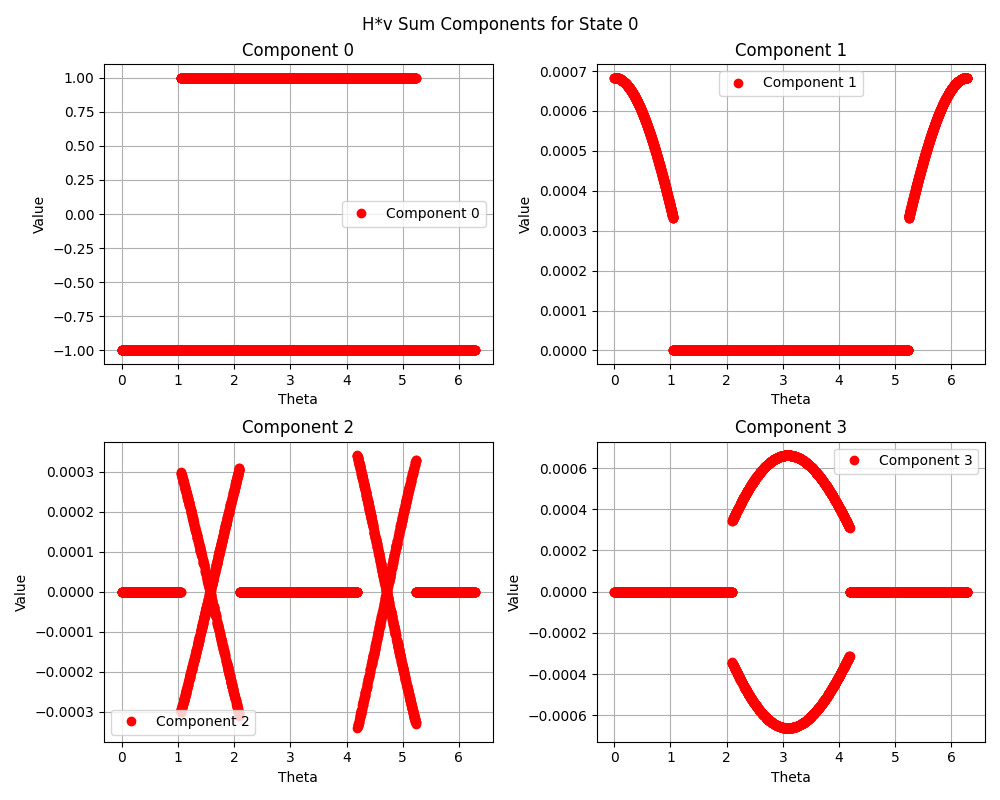 H*v Sum Components for State 0
Component 0
Value
1.00
0.75
0.50
0.25
0.00
−0.25
−0.50
−0.75
−1.00
Component 0
0 1 2 3 4 5 6
Theta
Component 1
Value
0.0007
0.0006
0.0005
0.0004
0.0003
0.0002
0.0001
0.0000
Component 1
0 1 2 3 4 5 6
Theta
Component 2
Value
0.0003
0.0002
0.0001
0.0000
−0.0001
−0.0002
−0.0003
Component 2
0 1 2 3 4 5 6
Theta
Component 3
Value
0.0006
0.0004
0.0002
0.0000
−0.0002
−0.0004
−0.0006
Component 3
0 1 2 3 4 5 6
Theta